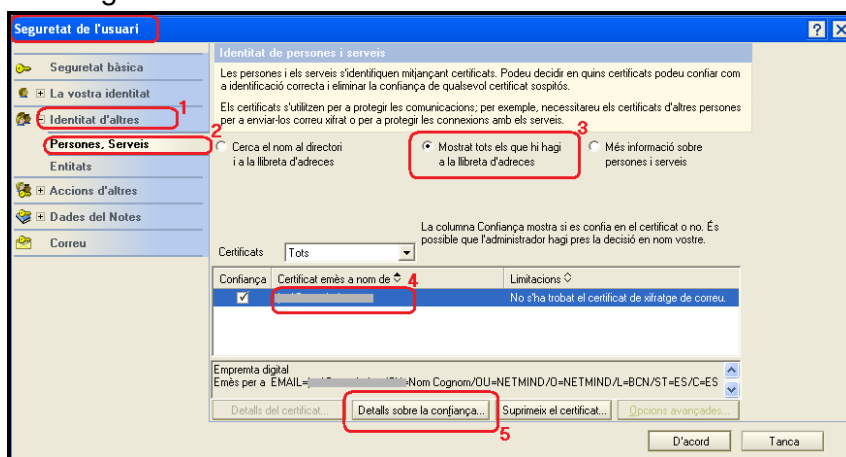 Seguretat de l'usuari
Identitat de persones i serveis
Seguretat bàsica
La vostra identitat
1
Identitat d'altres
Persones, Serveis
Entitats
Accions d'altres
Dades del Notes
Correu
Les persones i els serveis s'identifiquen mitjançant certificats. Podeu decidir en quins certificats podeu confiar com
a identificació correcta i eliminar la confiança de qualsevol certificat sospitós.
Els certificats s'utilitzen per a protegir les comunicacions; per exemple, necessitareu els certificats d'altres persones
per a enviar-los correu xifrat o per a protegir les connexions amb els serveis.
2
3
Cerca el nom al directori
i a la llibreta d'adreces
Mostrat tots els que hi hagi
a la llibreta d'adreces
Més informació sobre
persones i serveis
La columna Confiança mostra si es confia en el certificat o no. És
possible que l'administrador hagi pres la decisió en nom vostre.
Certificats Tots
Confiança Certificat emès a nom de 4 Limitacions
No s'ha trobat el certificat de xifratge de correu.
Empremta digital
Emès per a EMAIL= Nom Cognom/OU=NETMIND/O=NETMIND/L=BCN/ST=ES/C=ES
Detalls del certificat... Detalls sobre la confiança... Suprimeix el certificat... Opcions avançades...
5
D'acord Tanca